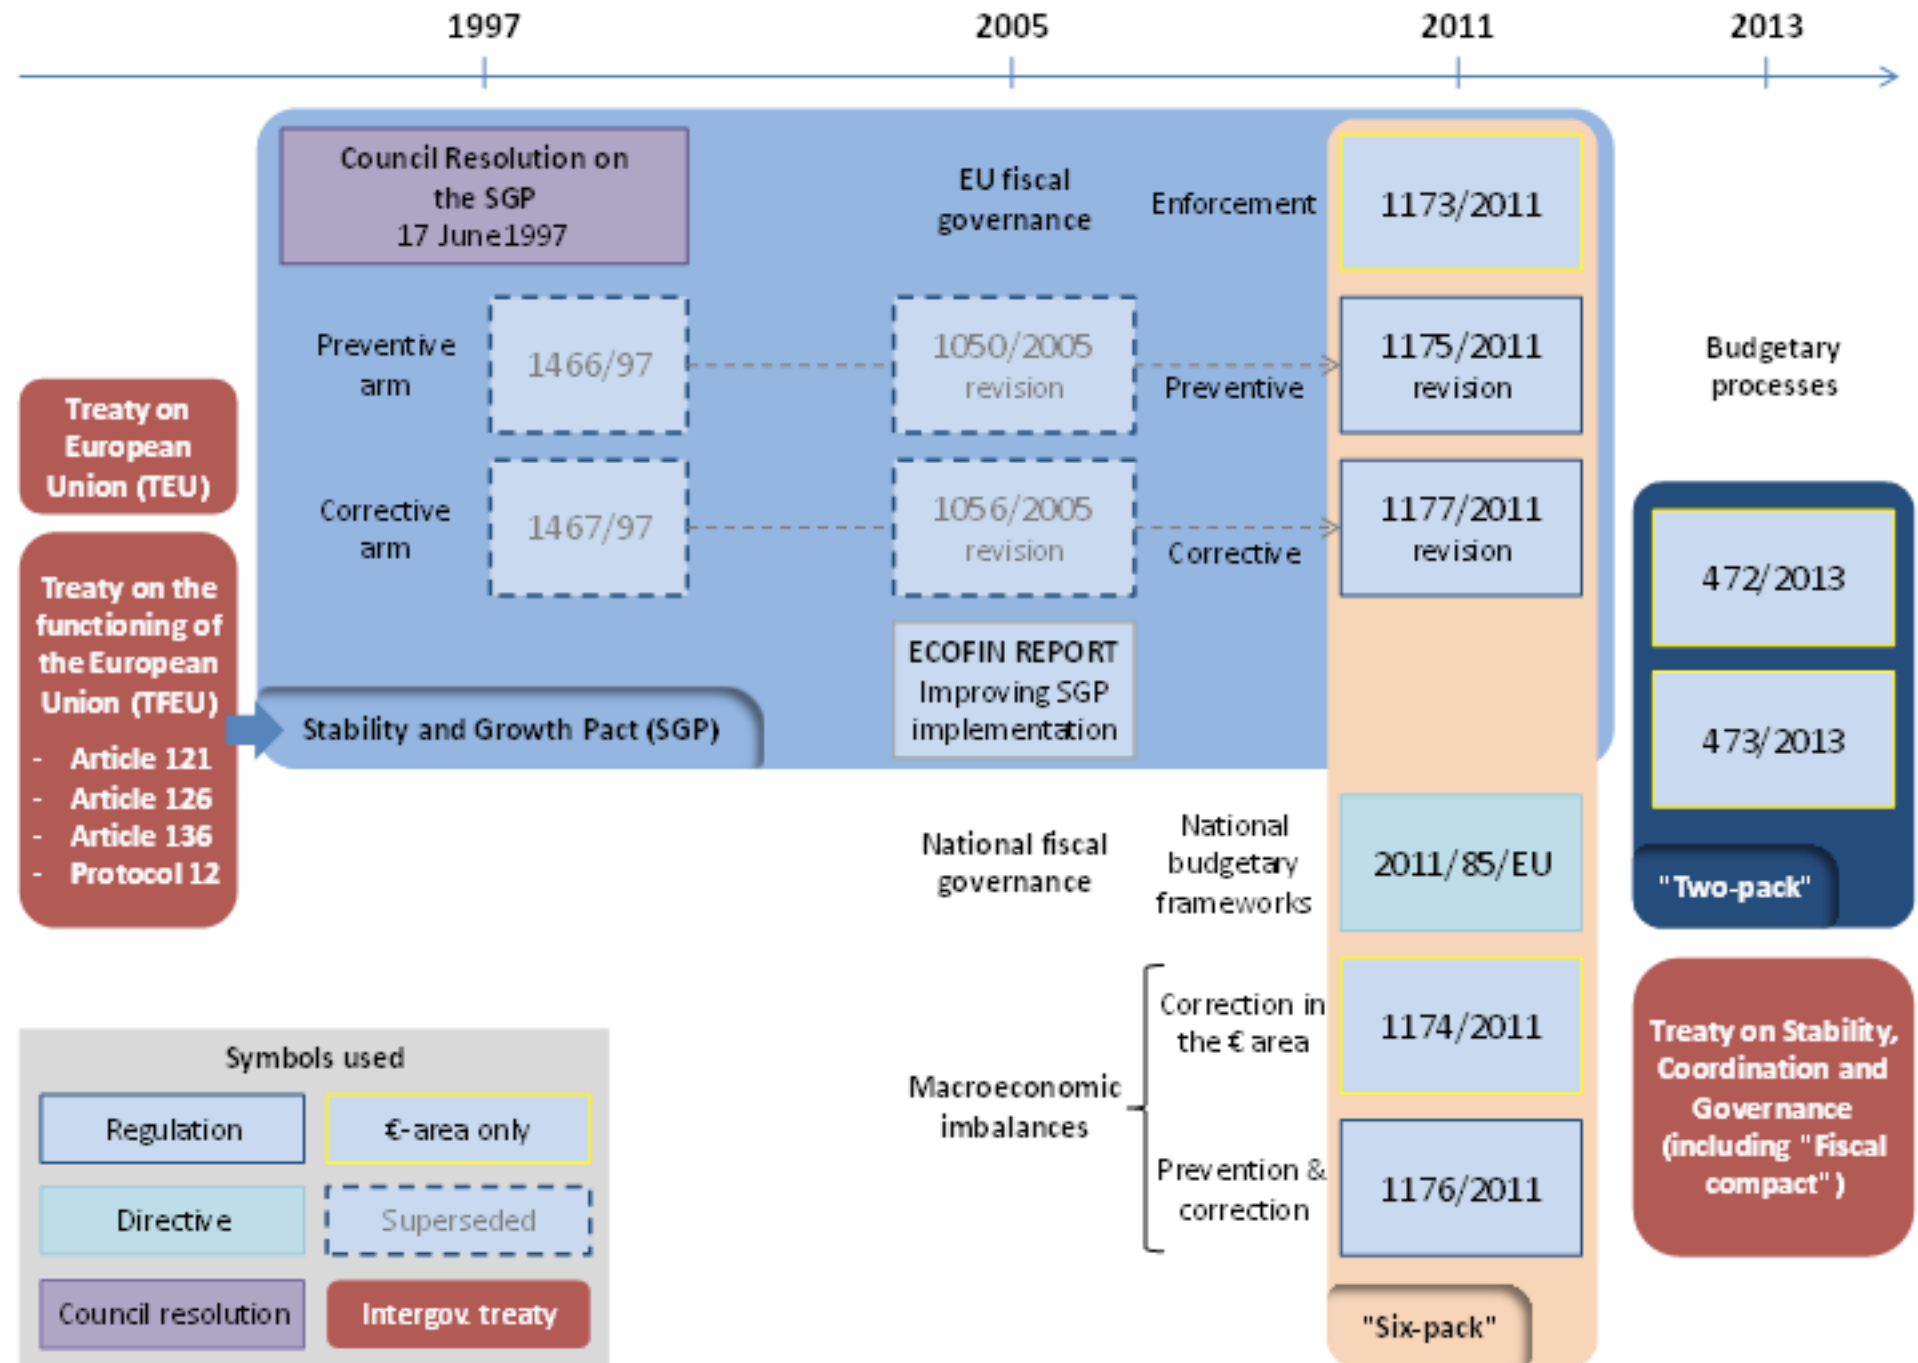 1997
2005
2011
2013
Council Resolution on
the SGP
17 June1997
EU fiscal
governance
Enforcement
1173/2011
Preventive
arm
1466/97
1050/2005
revision
Preventive
1175/2011
revision
Budgetary
processes
Treaty on
European
Union (TEU)
Corrective
arm
1467/97
1056/2005
revision
Corrective
1177/2011
revision
472/2013
473/2013
"Two-pack"
Treaty on the
functioning of
the European
Union (TFEU)
- Article 121
- Article 126
- Article 136
- Protocol 12
Stability and Growth Pact (SGP)
ECOFIN REPORT
Improving SGP
implementation
National fiscal
governance
National
budgetary
frameworks
2011/85/EU
Macroeconomic
imbalances
Correction in
the € area
1174/2011
Prevention &
correction
1176/2011
"Six-pack"
Treaty on Stability,
Coordination and
Governance
(including "Fiscal
compact")
Symbols used
Regulation
€-area only
Directive
Superseded
Council resolution
Intergov. treaty